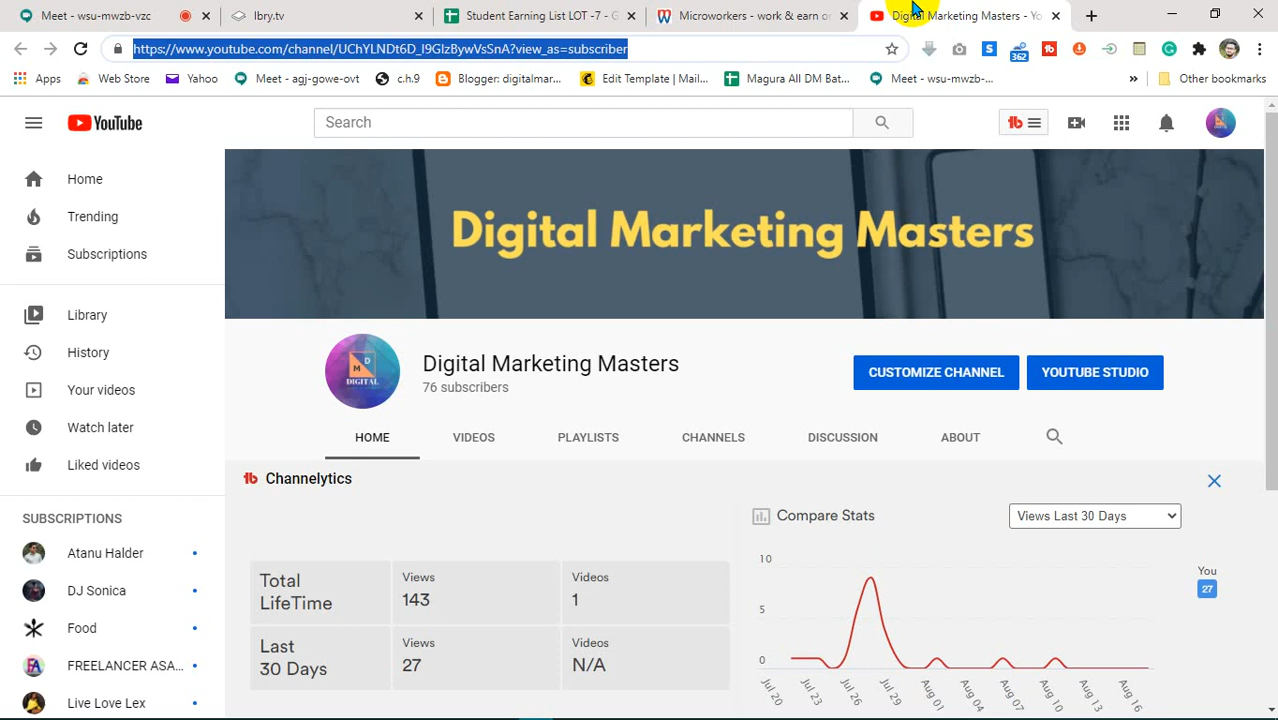 Meet - wsu-mwzb-vzc
lbry.tv
Student Earning List LOT -7 - G
Microworkers - work & earn or
Digital Marketing Masters - Yo
https://www.youtube.com/channel/UChYLNDt6D_I9GlzBywVsSnA?view_as=subscriber
362
Apps
Web Store
Yahoo
Meet - agj-gowe-ovt
c.h.9
Blogger: digitalmar...
Edit Template | Mail...
Magura All DM Bat...
Meet - wsu-mwzb-...
»
Other bookmarks
YouTube
Search
Home
Trending
Subscriptions
Library
History
Your videos
Watch later
Liked videos
SUBSCRIPTIONS
Atanu Halder
DJ Sonica
Food
FREELANCER ASA...
Live Love Lex
Digital Marketing Masters
M D
DIGITAL
Digital Marketing Masters
76 subscribers
CUSTOMIZE CHANNEL
YOUTUBE STUDIO
HOME
VIDEOS
PLAYLISTS
CHANNELS
DISCUSSION
ABOUT
Channelytics
Total
LifeTime
Views
143
Videos
1
Last
30 Days
Views
27
Videos
N/A
Compare Stats
Views Last 30 Days
10
5
0
Jul 20
Jul 23
Jul 26
Jul 29
Aug 01
Aug 04
Aug 07
Aug 10
Aug 13
Aug 16
You
27